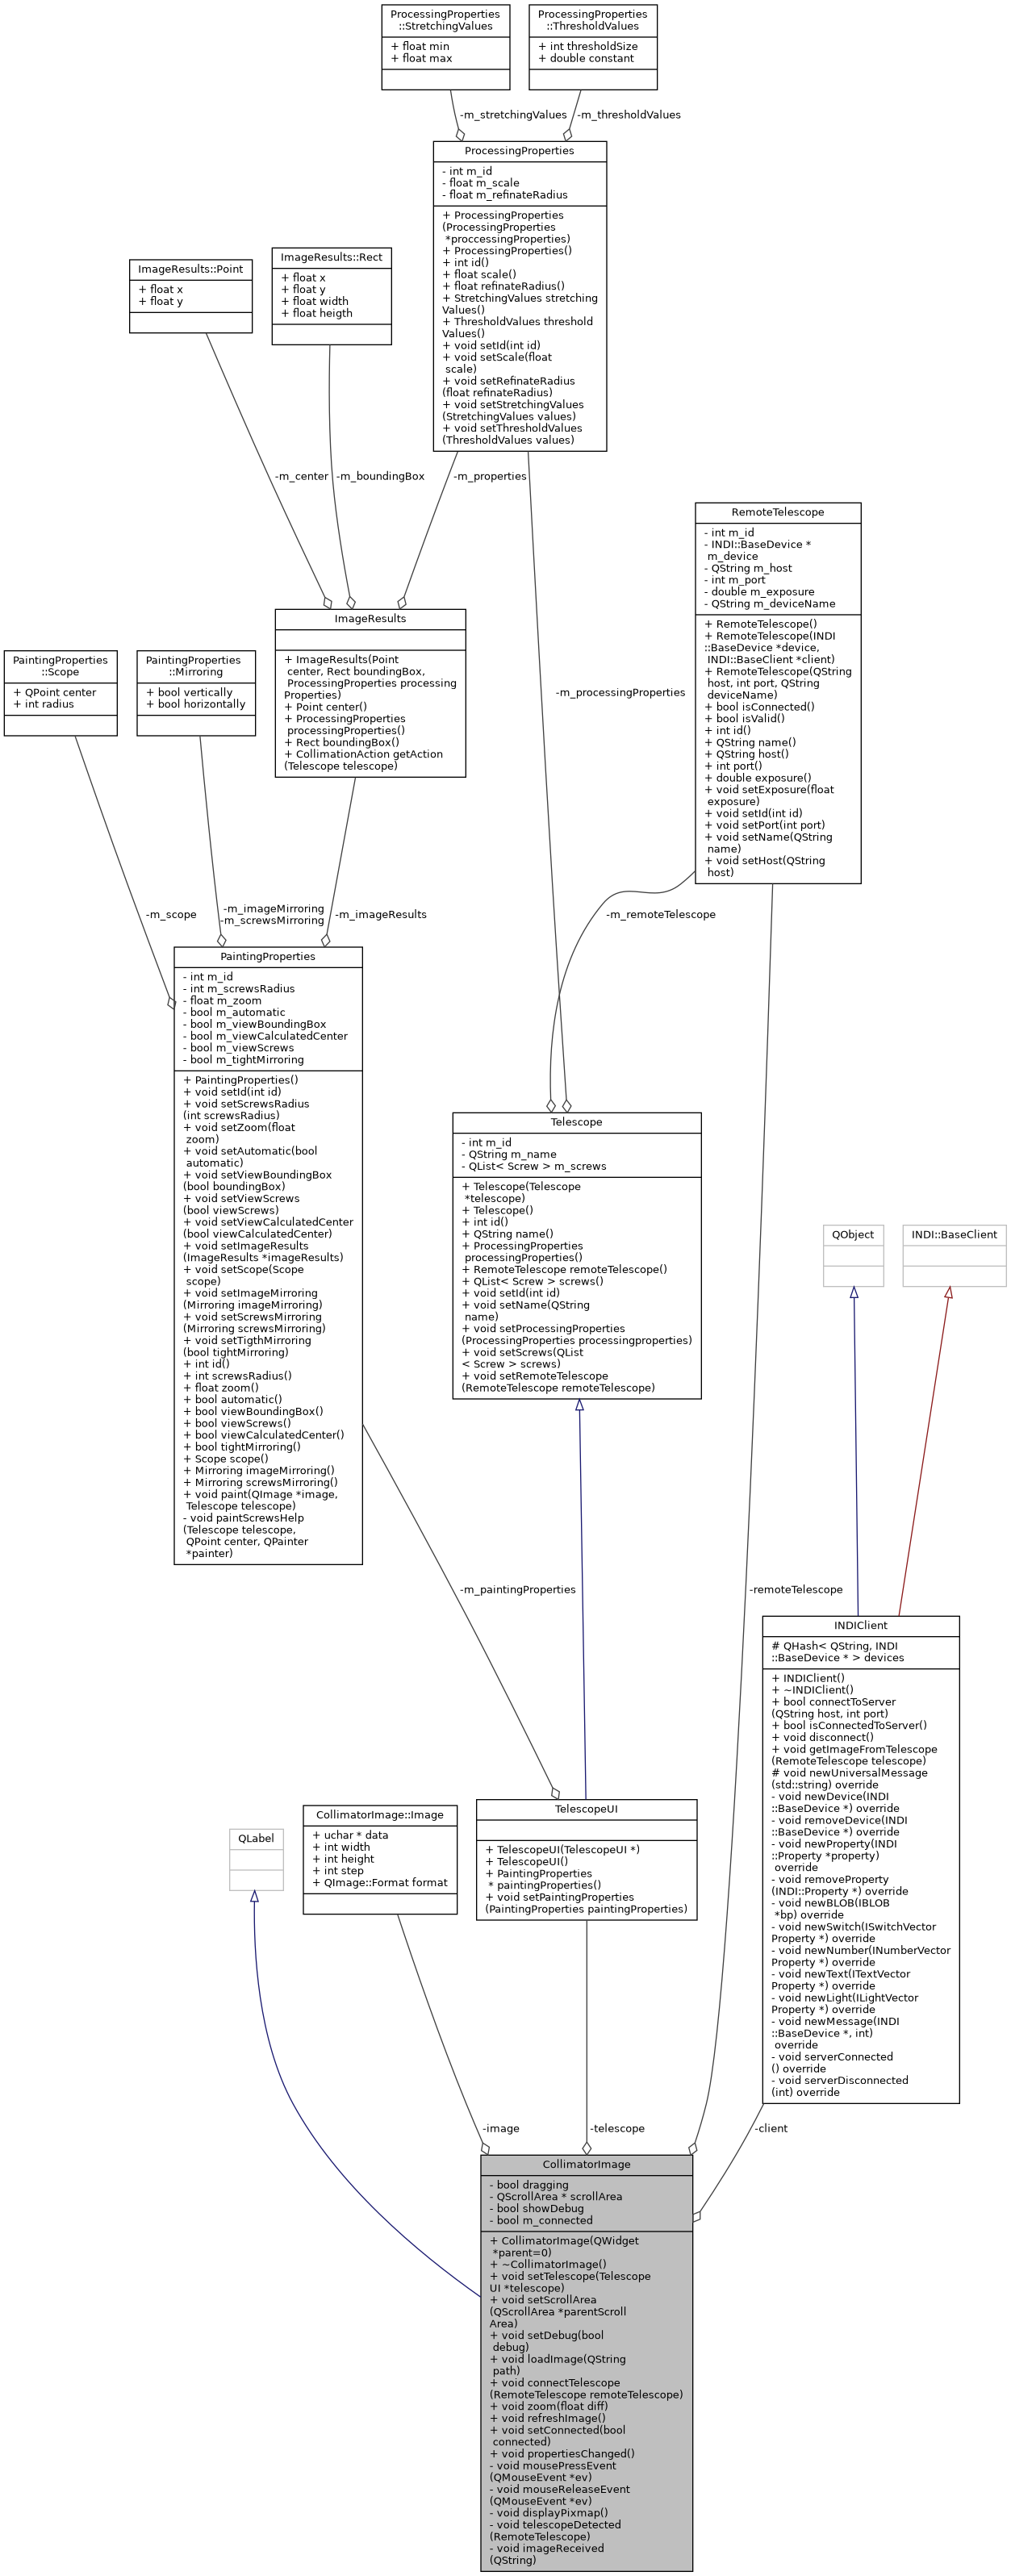 ProcessingProperties
::StretchingValues
+ float min
+ float max
ProcessingProperties
::ThresholdValues
+ int thresholdSize
+ double constant
-m_stretchingValues
-m_thresholdValues
ProcessingProperties
- int m_id
- float m_scale
- float m_refinateRadius
+ ProcessingProperties
(ProcessingProperties
*proccessingProperties)
+ ProcessingProperties()
+ int id()
+ float scale()
+ float refinateRadius()
+ StretchingValues stretching
Values()
+ ThresholdValues threshold
Values()
+ void setId(int id)
+ void setScale(float
scale)
+ void setRefinateRadius
(float refinateRadius)
+ void setStretchingValues
(StretchingValues values)
+ void setThresholdValues
(ThresholdValues values)
ImageResults::Point
+ float x
+ float y
ImageResults::Rect
+ float x
+ float y
+ float width
+ float heigth
-m_center
-m_boundingBox
-m_properties
RemoteTelescope
- int m_id
- INDI::BaseDevice *
m_device
- QString m_host
- int m_port
- double m_exposure
- QString m_deviceName
+ RemoteTelescope()
+ RemoteTelescope(INDI
::BaseDevice *device,
INDI::BaseClient *client)
+ RemoteTelescope(QString
host, int port, QString
deviceName)
+ bool isConnected()
+ bool isValid()
+ int id()
+ QString name()
+ QString host()
+ int port()
+ double exposure()
+ void setExposure(float
exposure)
+ void setId(int id)
+ void setPort(int port)
+ void setName(QString
name)
+ void setHost(QString
host)
ImageResults
+ ImageResults(Point
center, Rect boundingBox,
ProcessingProperties processing
Properties)
+ Point center()
+ ProcessingProperties
processingProperties()
+ Rect boundingBox()
+ CollimationAction getAction
(Telescope telescope)
PaintingProperties
::Scope
+ QPoint center
+ int radius
PaintingProperties
::Mirroring
+ bool vertically
+ bool horizontally
-m_processingProperties
-m_scope
-m_imageMirroring
-m_screwsMirroring
-m_imageResults
-m_remoteTelescope
PaintingProperties
- int m_id
- int m_screwsRadius
- float m_zoom
- bool m_automatic
- bool m_viewBoundingBox
- bool m_viewCalculatedCenter
- bool m_viewScrews
- bool m_tightMirroring
+ PaintingProperties()
+ void setId(int id)
+ void setScrewsRadius
(int screwsRadius)
+ void setZoom(float
zoom)
+ void setAutomatic(bool
automatic)
+ void setViewBoundingBox
(bool boundingBox)
+ void setViewScrews
(bool viewScrews)
+ void setViewCalculatedCenter
(bool viewCalculatedCenter)
+ void setImageResults
(ImageResults *imageResults)
+ void setScope(Scope
scope)
+ void setImageMirroring
(Mirroring imageMirroring)
+ void setScrewsMirroring
(Mirroring screwsMirroring)
+ void setTigthMirroring
(bool tightMirroring)
+ int id()
+ int screwsRadius()
+ float zoom()
+ bool automatic()
+ bool viewBoundingBox()
+ bool viewScrews()
+ bool viewCalculatedCenter()
+ bool tightMirroring()
+ Scope scope()
+ Mirroring imageMirroring()
+ Mirroring screwsMirroring()
+ void paint(QImage *image,
Telescope telescope)
- void paintScrewsHelp
(Telescope telescope,
QPoint center, QPainter
*painter)
Telescope
- int m_id
- QString m_name
- QList< Screw > m_screws
+ Telescope(Telescope
*telescope)
+ Telescope()
+ int id()
+ QString name()
+ ProcessingProperties
processingProperties()
+ RemoteTelescope remoteTelescope()
+ QList< Screw > screws()
+ void setId(int id)
+ void setName(QString
name)
+ void setProcessingProperties
(ProcessingProperties processingproperties)
+ void setScrews(QList
< Screw > screws)
+ void setRemoteTelescope
(RemoteTelescope remoteTelescope)
QObject
INDI::BaseClient
-m_paintingProperties
-remoteTelescope
INDIClient
# QHash< QString, INDI
::BaseDevice * > devices
+ INDIClient()
+ ~INDIClient()
+ bool connectToServer
(QString host, int port)
+ bool isConnectedToServer()
+ void disconnect()
+ void getImageFromTelescope
(RemoteTelescope telescope)
# void newUniversalMessage
(std::string) override
- void newDevice(INDI
::BaseDevice *) override
- void removeDevice(INDI
::BaseDevice *) override
- void newProperty(INDI
::Property *property)
override
- void removeProperty
(INDI::Property *) override
- void newBLOB(IBLOB
*bp) override
- void newSwitch(ISwitchVector
Property *) override
- void newNumber(INumberVector
Property *) override
- void newText(ITextVector
Property *) override
- void newLight(ILightVector
Property *) override
- void newMessage(INDI
::BaseDevice *, int)
override
- void serverConnected
() override
- void serverDisconnected
(int) override
QLabel
CollimatorImage::Image
+ uchar * data
+ int width
+ int height
+ int step
+ QImage::Format format
TelescopeUI
+ TelescopeUI(TelescopeUI *)
+ TelescopeUI()
+ PaintingProperties
* paintingProperties()
+ void setPaintingProperties
(PaintingProperties paintingProperties)
-image
-telescope
-client
CollimatorImage
- bool dragging
- QScrollArea * scrollArea
- bool showDebug
- bool m_connected
+ CollimatorImage(QWidget
*parent=0)
+ ~CollimatorImage()
+ void setTelescope(Telescope
UI *telescope)
+ void setScrollArea
(QScrollArea *parentScroll
Area)
+ void setDebug(bool
debug)
+ void loadImage(QString
path)
+ void connectTelescope
(RemoteTelescope remoteTelescope)
+ void zoom(float diff)
+ void refreshImage()
+ void setConnected(bool
connected)
+ void propertiesChanged()
- void mousePressEvent
(QMouseEvent *ev)
- void mouseReleaseEvent
(QMouseEvent *ev)
- void displayPixmap()
- void telescopeDetected
(RemoteTelescope)
- void imageReceived
(QString)